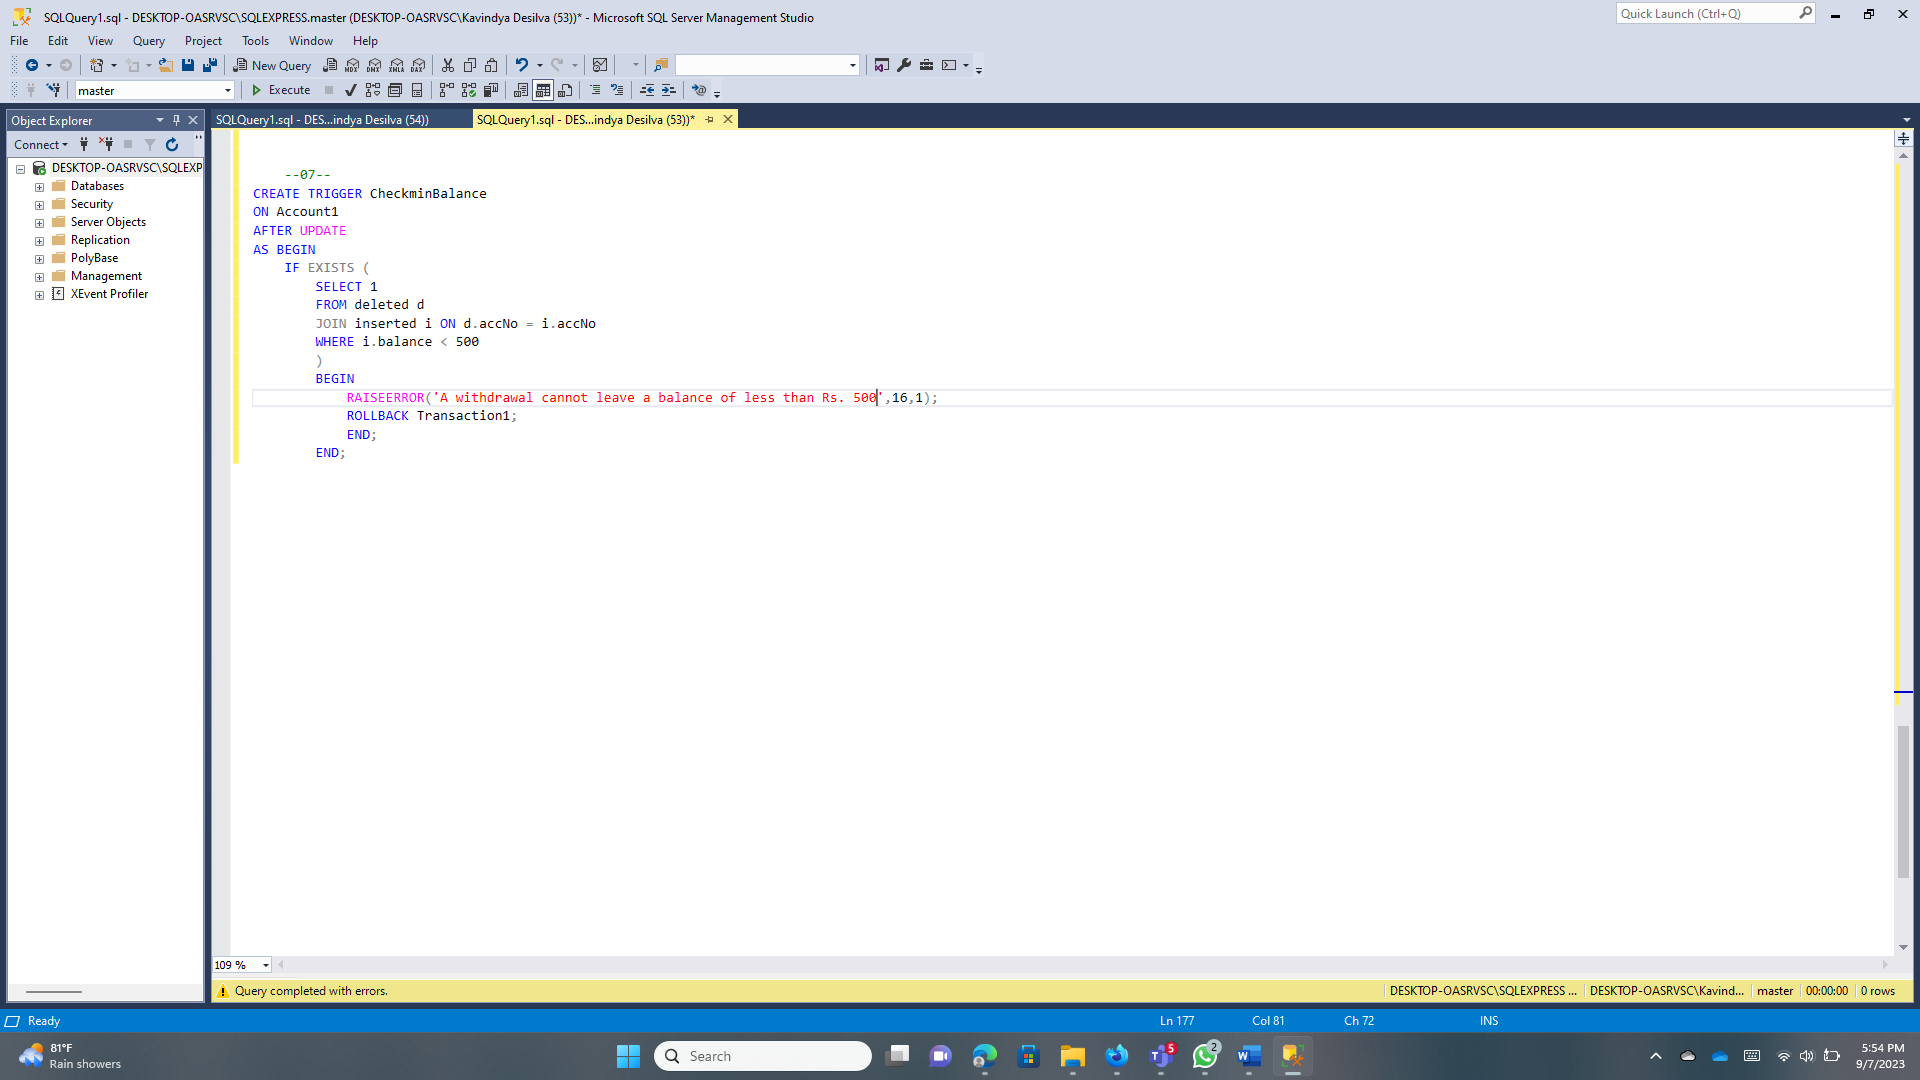 SQLQuery1.sql - DESKTOP-OASRVSC\SQLEXPRESS.master (DESKTOP-OASRVSC\Kavindya Desilva (53))* - Microsoft SQL Server Management Studio
Quick Launch (Ctrl+Q)
File Edit View Query Project Tools Window Help
New Query
MDX DMX XMLA DAX
master
Execute
Object Explorer
SQLQuery1.sql - DES...indya Desilva (54))
SQLQuery1.sql - DES...indya Desilva (53))*
Connect
DESKTOP-OASRVSC\SQLEXP
Databases
Security
Server Objects
Replication
PolyBase
Management
XEvent Profiler
--07--
CREATE TRIGGER CheckminBalance
ON Account1
AFTER UPDATE
AS BEGIN
IF EXISTS (
SELECT 1
FROM deleted d
JOIN inserted i ON d.accNo = i.accNo
WHERE i.balance < 500
)
BEGIN
RAISEERROR('A withdrawal cannot leave a balance of less than Rs. 500',16,1);
ROLLBACK Transaction1;
END;
END;
109 %
Query completed with errors.
DESKTOP-OASRVSC\SQLEXPRESS ...
DESKTOP-OASRVSC\Kavind...
master
00:00:00
0 rows
Ready
Ln 177
Col 81
Ch 72
INS
81°F
Rain showers
Search
5
2
5:54 PM
9/7/2023